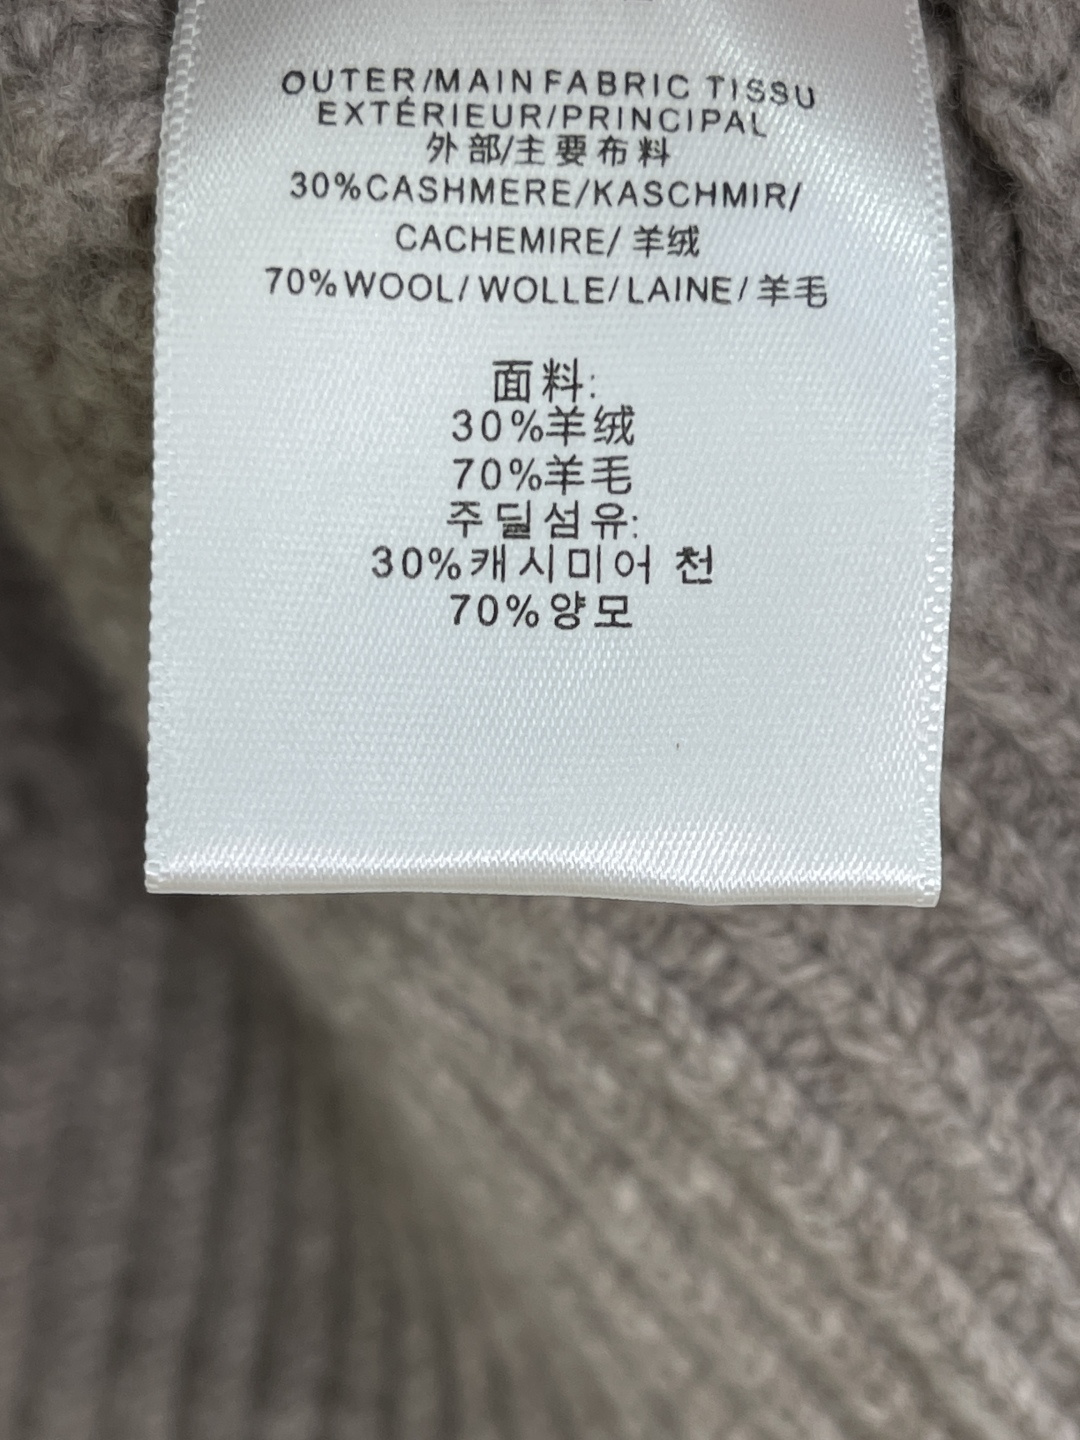 OUTER/MAIN FABRIC TISSU
EXTÉRIEUR/PRINCIPAL
外部/主要布料
30%CASHMERE/KASCHMIR/
CACHEMIRE/ 羊绒
70%WOOL/WOLLE/LAINE/羊毛
面料:
30%羊绒
70%羊毛
주딜섬유:
30%캐시미어 천
70%양모